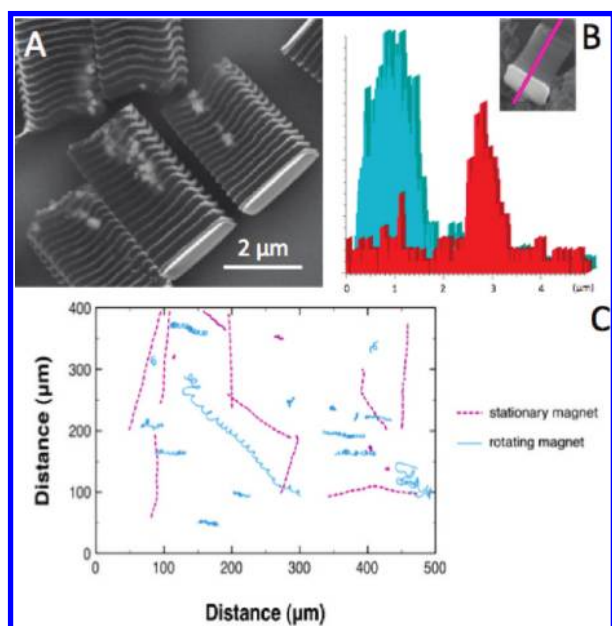 A
2 µm
B
0 1 2 3 4 (µm)
C
400
300
200
100
0
Distance (µm)
0 100 200 300 400 500
Distance (µm)
stationary magnet
rotating magnet